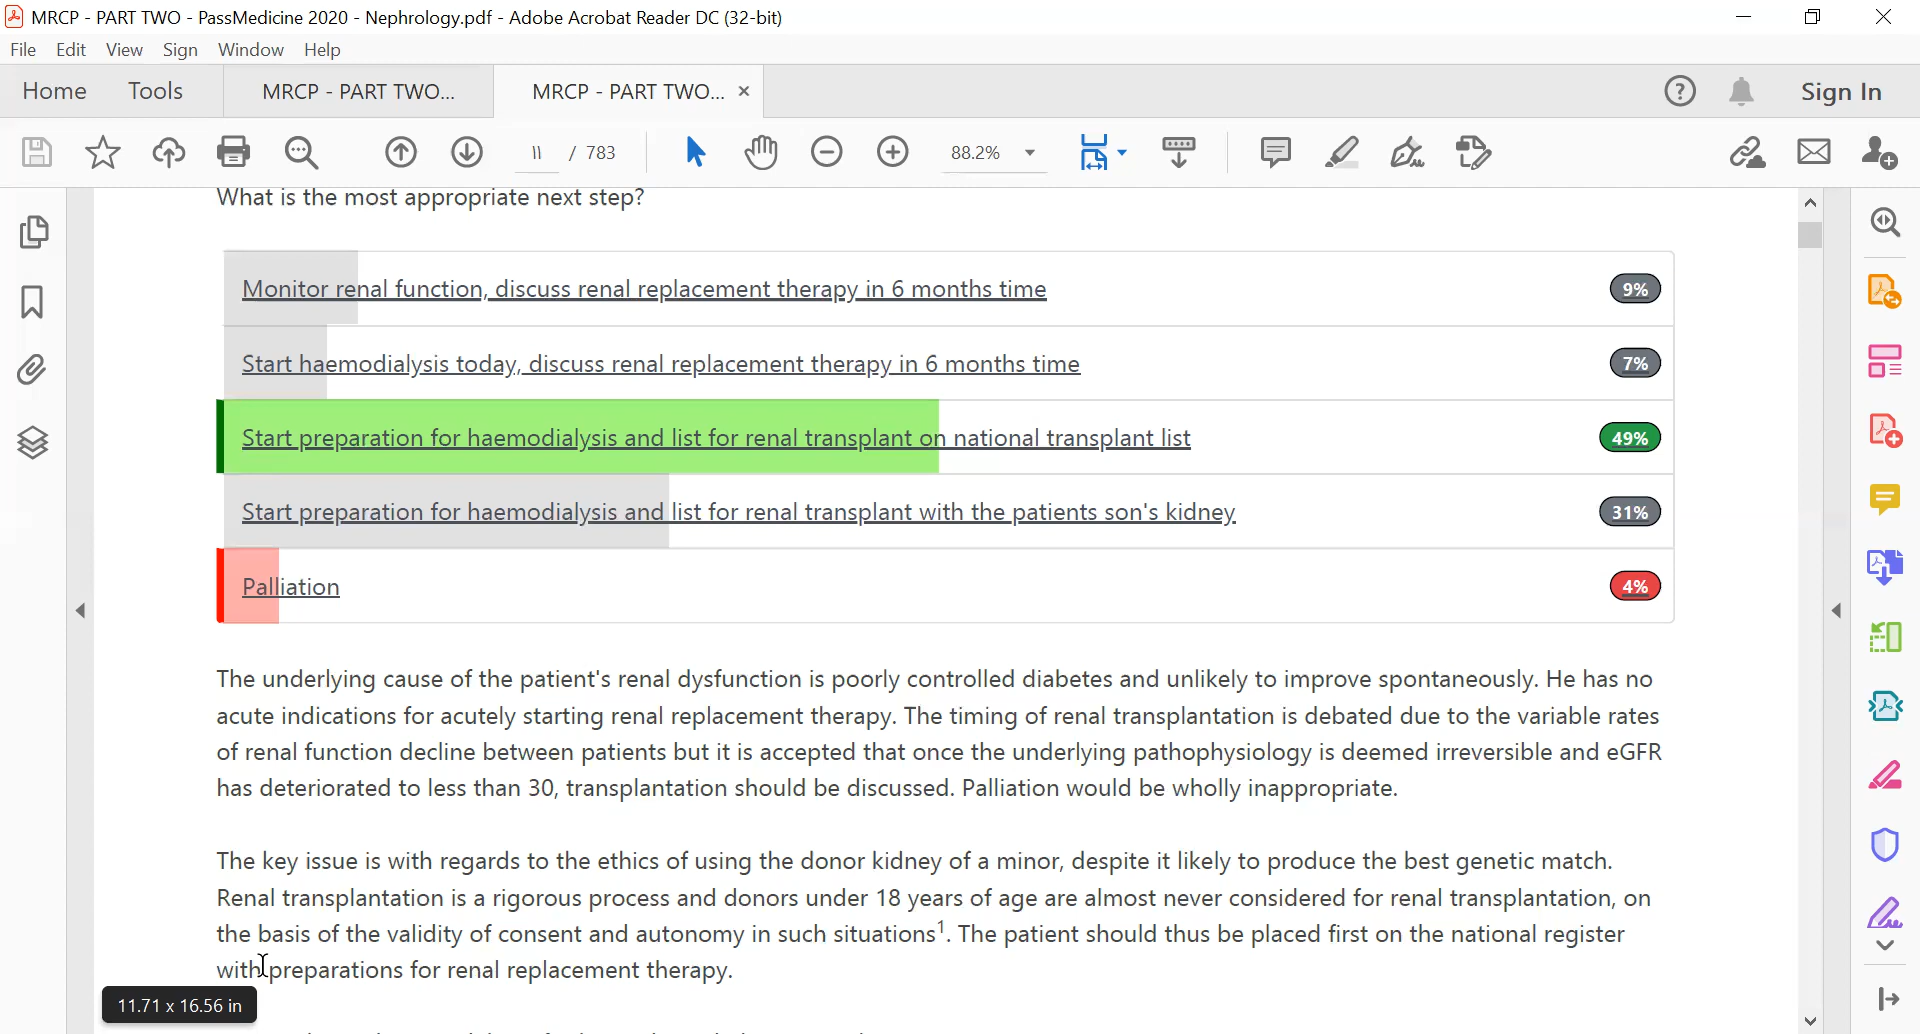 MRCP - PART TWO - PassMedicine 2020 - Nephrology.pdf - Adobe Acrobat Reader DC (32-bit)
File Edit View Sign Window Help
Home Tools MRCP - PART TWO... MRCP - PART TWO... × Sign In
11 / 783 88.2%
What is the most appropriate next step?
Monitor renal function, discuss renal replacement therapy in 6 months time 9%
Start haemodialysis today, discuss renal replacement therapy in 6 months time 7%
Start preparation for haemodialysis and list for renal transplant on national transplant list 49%
Start preparation for haemodialysis and list for renal transplant with the patients son's kidney 31%
Palliation 4%
The underlying cause of the patient's renal dysfunction is poorly controlled diabetes and unlikely to improve spontaneously. He has no
acute indications for acutely starting renal replacement therapy. The timing of renal transplantation is debated due to the variable rates
of renal function decline between patients but it is accepted that once the underlying pathophysiology is deemed irreversible and eGFR
has deteriorated to less than 30, transplantation should be discussed. Palliation would be wholly inappropriate.
The key issue is with regards to the ethics of using the donor kidney of a minor, despite it likely to produce the best genetic match.
Renal transplantation is a rigorous process and donors under 18 years of age are almost never considered for renal transplantation, on
the basis of the validity of consent and autonomy in such situations¹. The patient should thus be placed first on the national register
with preparations for renal replacement therapy.
11.71 x 16.56 in